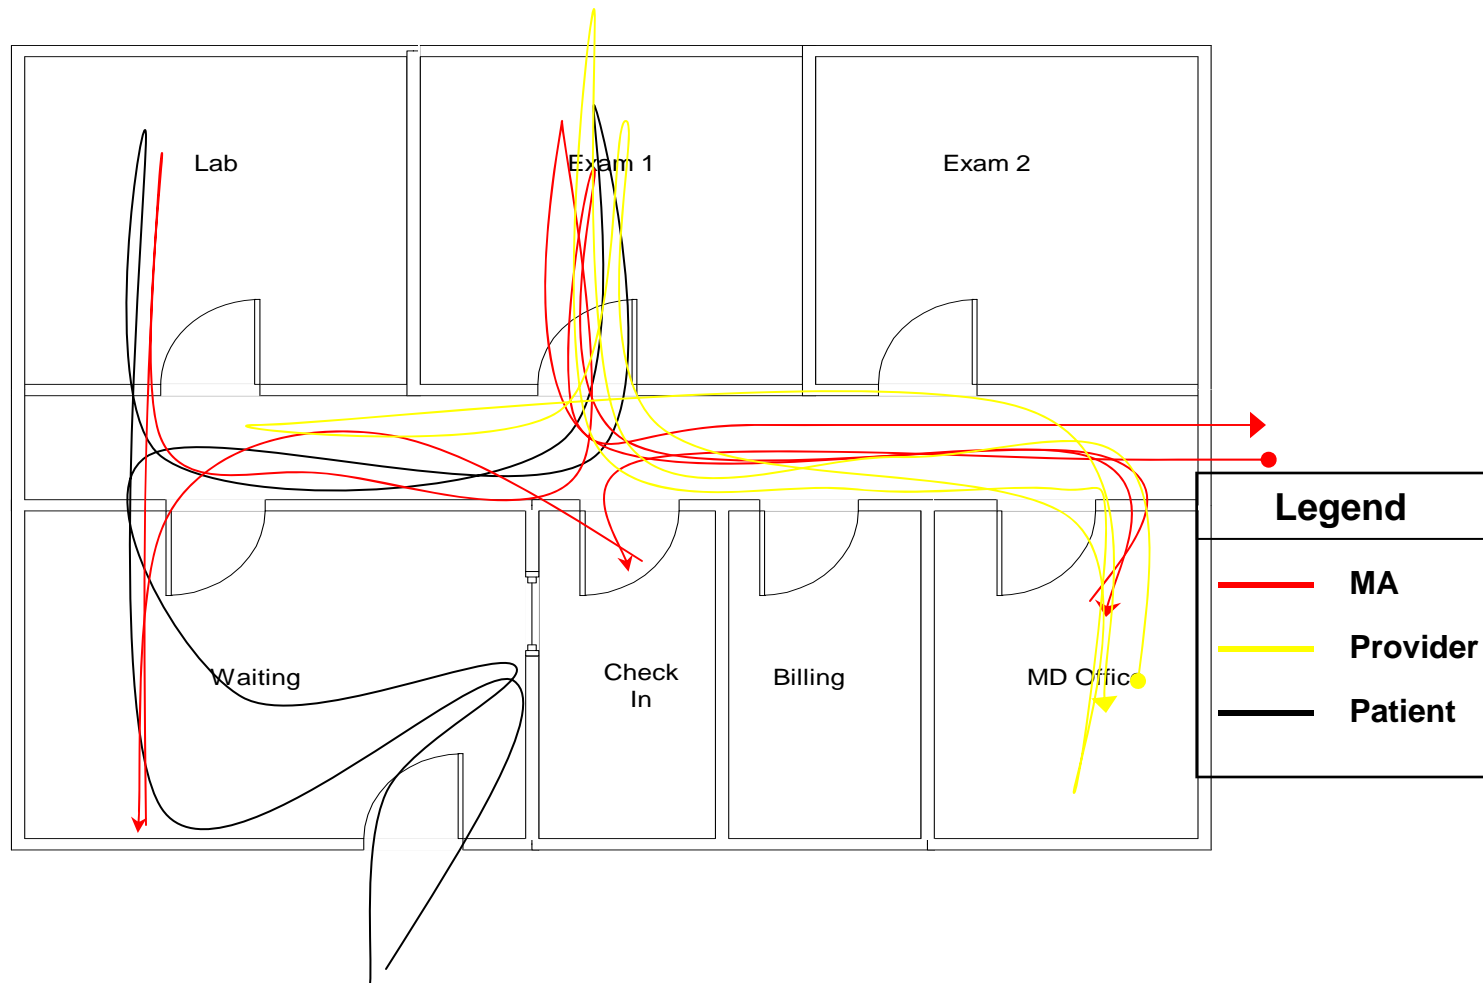 Lab
Exam 1
Exam 2
Waiting
Check
In
Billing
MD Office
Legend
MA
Provider
Patient